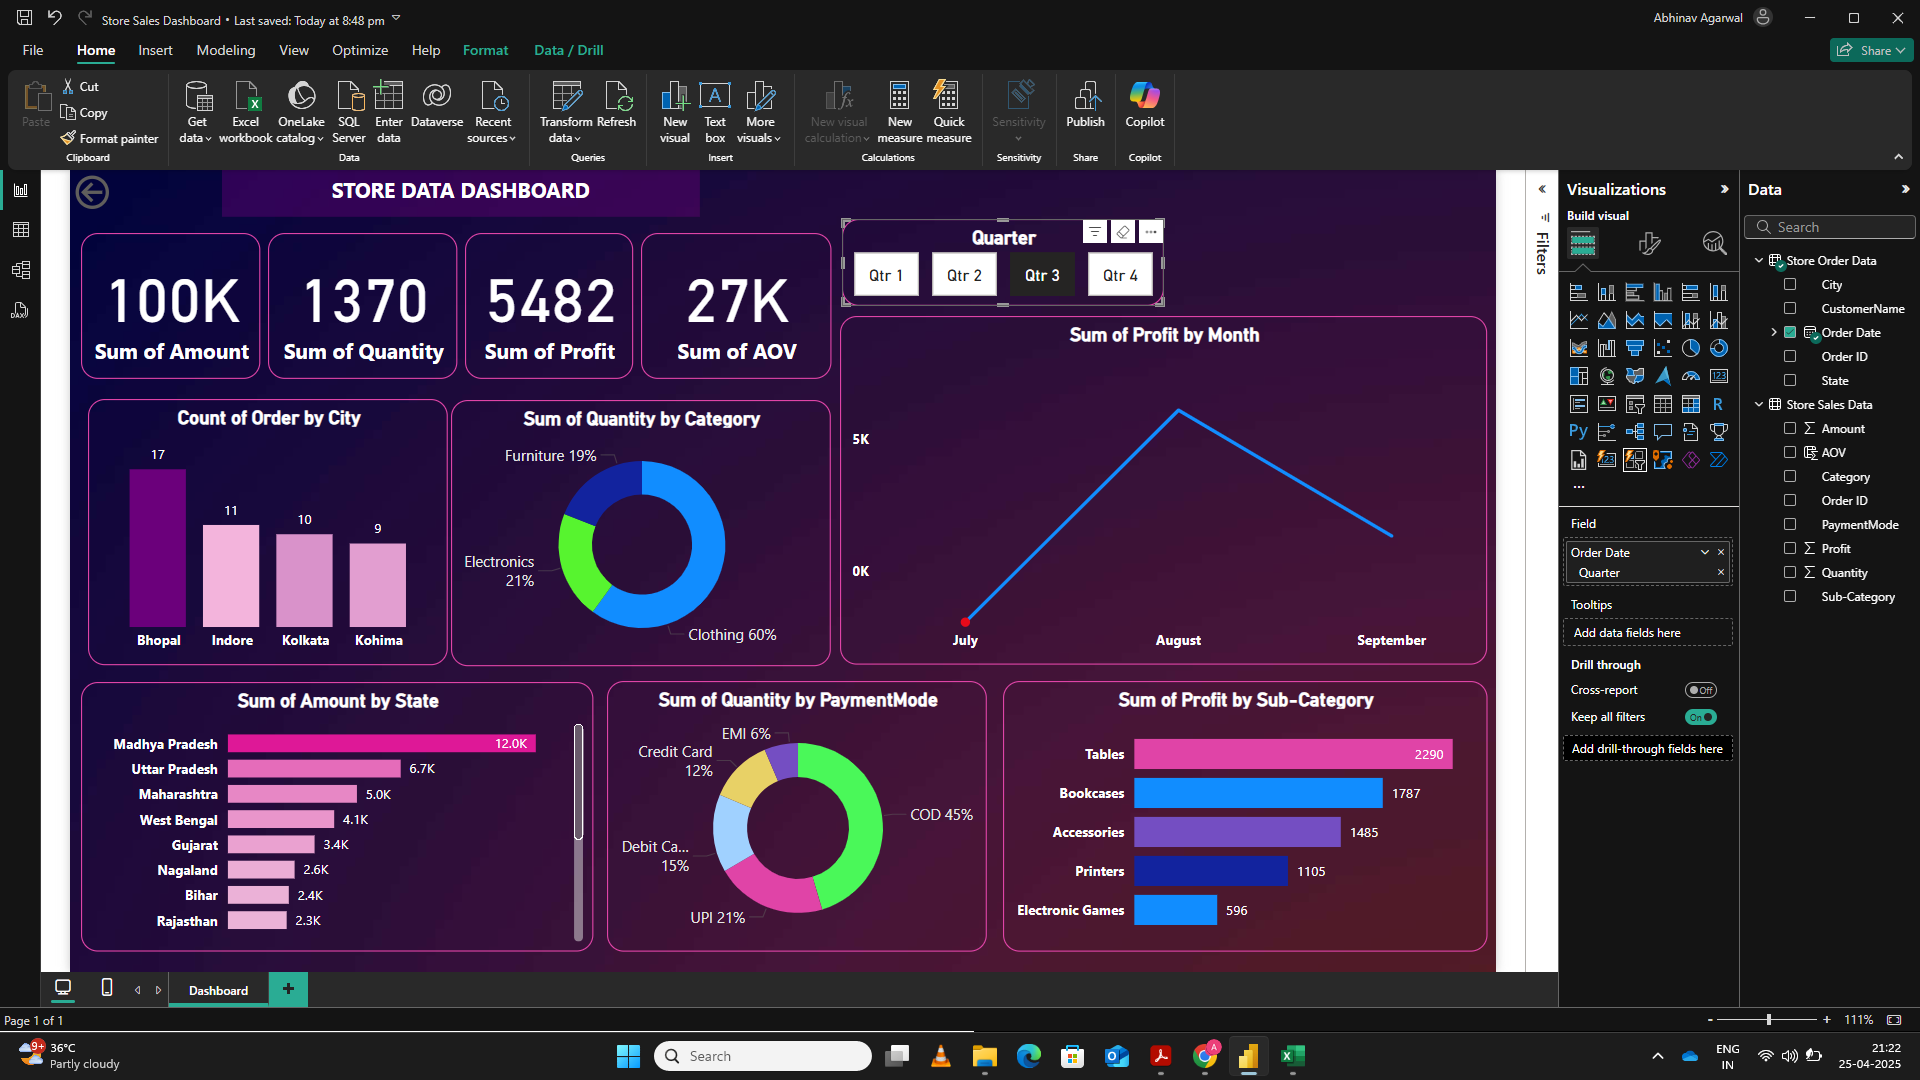 Store Sales Dashboard • Last saved: Today at 8:48 pm
Abhinav Agarwal
File Home Insert Modeling View Optimize Help Format Data / Drill
Share
Paste
Cut
Copy
Format painter
Clipboard
Get data
Excel workbook
OneLake catalog
SQL Server
Enter data
Dataverse
Recent sources
Data
Transform data
Refresh
Queries
New visual
Text box
More visuals
Insert
New visual calculation
New measure
Quick measure
Calculations
Sensitivity
Sensitivity
Publish
Share
Copilot
Copilot
STORE DATA DASHBOARD
100K
Sum of Amount
1370
Sum of Quantity
5482
Sum of Profit
27K
Sum of AOV
Quarter
Qtr 1
Qtr 2
Qtr 3
Qtr 4
Count of Order by City
17
11
10
9
Bhopal
Indore
Kolkata
Kohima
Sum of Quantity by Category
Furniture 19%
Electronics
21%
Clothing 60%
Sum of Profit by Month
5K
0K
July
August
September
Sum of Amount by State
Madhya Pradesh 12.0K
Uttar Pradesh 6.7K
Maharashtra 5.0K
West Bengal 4.1K
Gujarat 3.4K
Nagaland 2.6K
Bihar 2.4K
Rajasthan 2.3K
Sum of Quantity by PaymentMode
EMI 6%
Credit Card
12%
COD 45%
Debit Ca...
15%
UPI 21%
Sum of Profit by Sub-Category
Tables 2290
Bookcases 1787
Accessories 1485
Printers 1105
Electronic Games 596
Filters
Visualizations
Build visual
123
R
Py
123
...
Field
Order Date
Quarter
Tooltips
Add data fields here
Drill through
Cross-report
Off
Keep all filters
On
Add drill-through fields here
Data
Search
Store Order Data
City
CustomerName
Order Date
Order ID
State
Store Sales Data
Amount
AOV
Category
Order ID
PaymentMode
Profit
Quantity
Sub-Category
Dashboard
+
Page 1 of 1
- + 111%
9+
36°C
Partly cloudy
Search
A
ENG
IN
21:22
25-04-2025